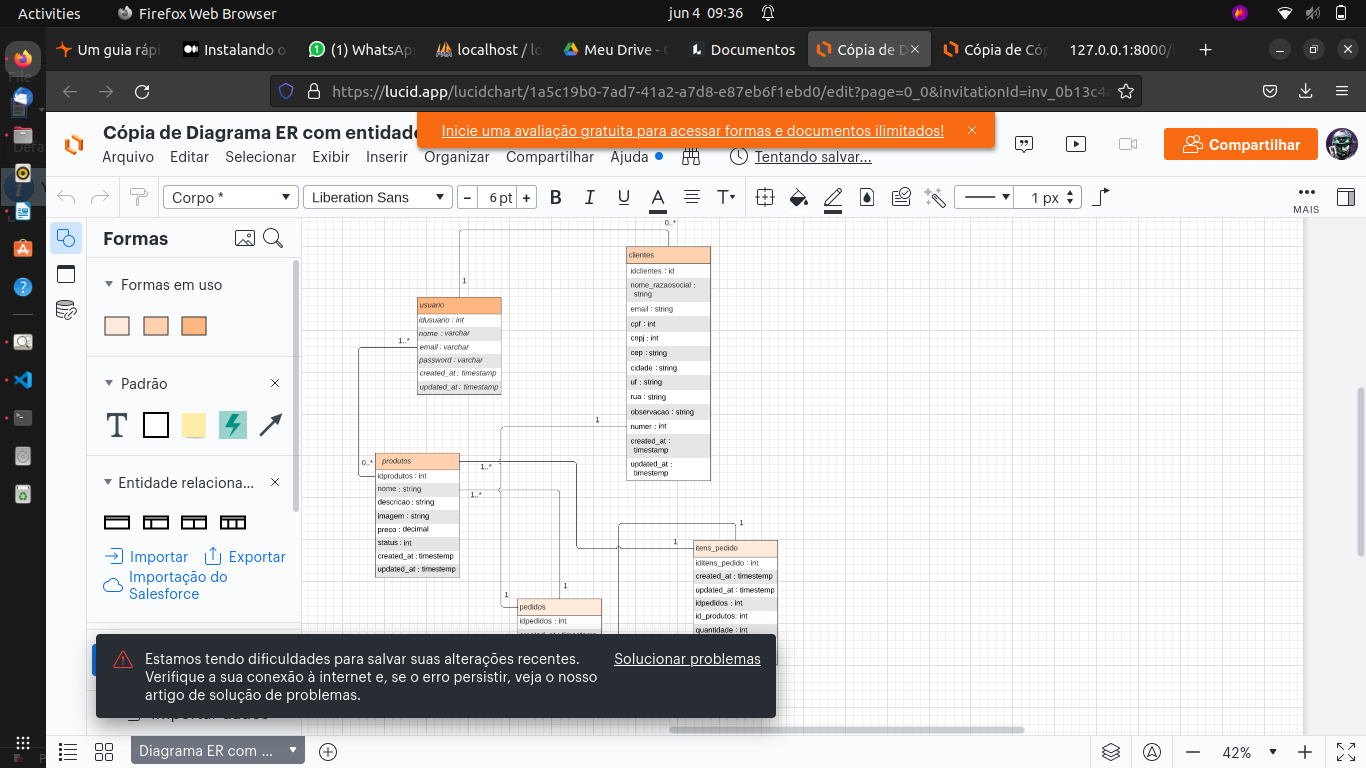 Activities
Firefox Web Browser
jun 4 09:36
Um guia rápi
Instalando o
(1) WhatsAp
localhost / lo
Meu Drive - G
Documentos
Cópia de D
Cópia de Có
127.0.0.1:8000/
https://lucid.app/lucidchart/1a5c19b0-7ad7-41a2-a7d8-e87eb6f1ebd0/edit?page=0_0&invitationId=inv_0b13c4
Cópia de Diagrama ER com entidade
Inicie uma avaliação gratuita para acessar formas e documentos ilimitados!
Compartilhar
Arquivo Editar Selecionar Exibir Inserir Organizar Compartilhar Ajuda
Tentando salvar...
Corpo *
Liberation Sans
− 6 pt +
B I U A T
1 px
MAIS
Formas
Formas em uso
Padrão
T
Entidade relaciona...
Importar
Exportar
Importação do
Salesforce
0..*
1
usuario
idusuario : int
nome : varchar
email : varchar
password : varchar
created_at : timestamp
updated_at : timestamp
1..*
0..*
clientes
idclientes : id
nome_razaosocial :
string
email : string
cpf : int
cnpj : int
cep : string
cidade : string
uf : string
rua : string
observacao : string
numer : int
created_at :
timestamp
updated_at :
timestamp
1
produtos
idprodutos : int
nome : string
descricao : string
imagem : string
preco : decimal
status : int
created_at : timestemp
updated_at : timestemp
1..*
1..*
1
1
itens_pedido
iditens_pedido : int
created_at : timestemp
updated_at : timestemp
idpedidos : int
id_produtos: int
quantidade : int
1
1
pedidos
idpedidos : int
Estamos tendo dificuldades para salvar suas alterações recentes.
Verifique a sua conexão à internet e, se o erro persistir, veja o nosso
artigo de solução de problemas.
Solucionar problemas
Importar dados
Diagrama ER com ...
42%